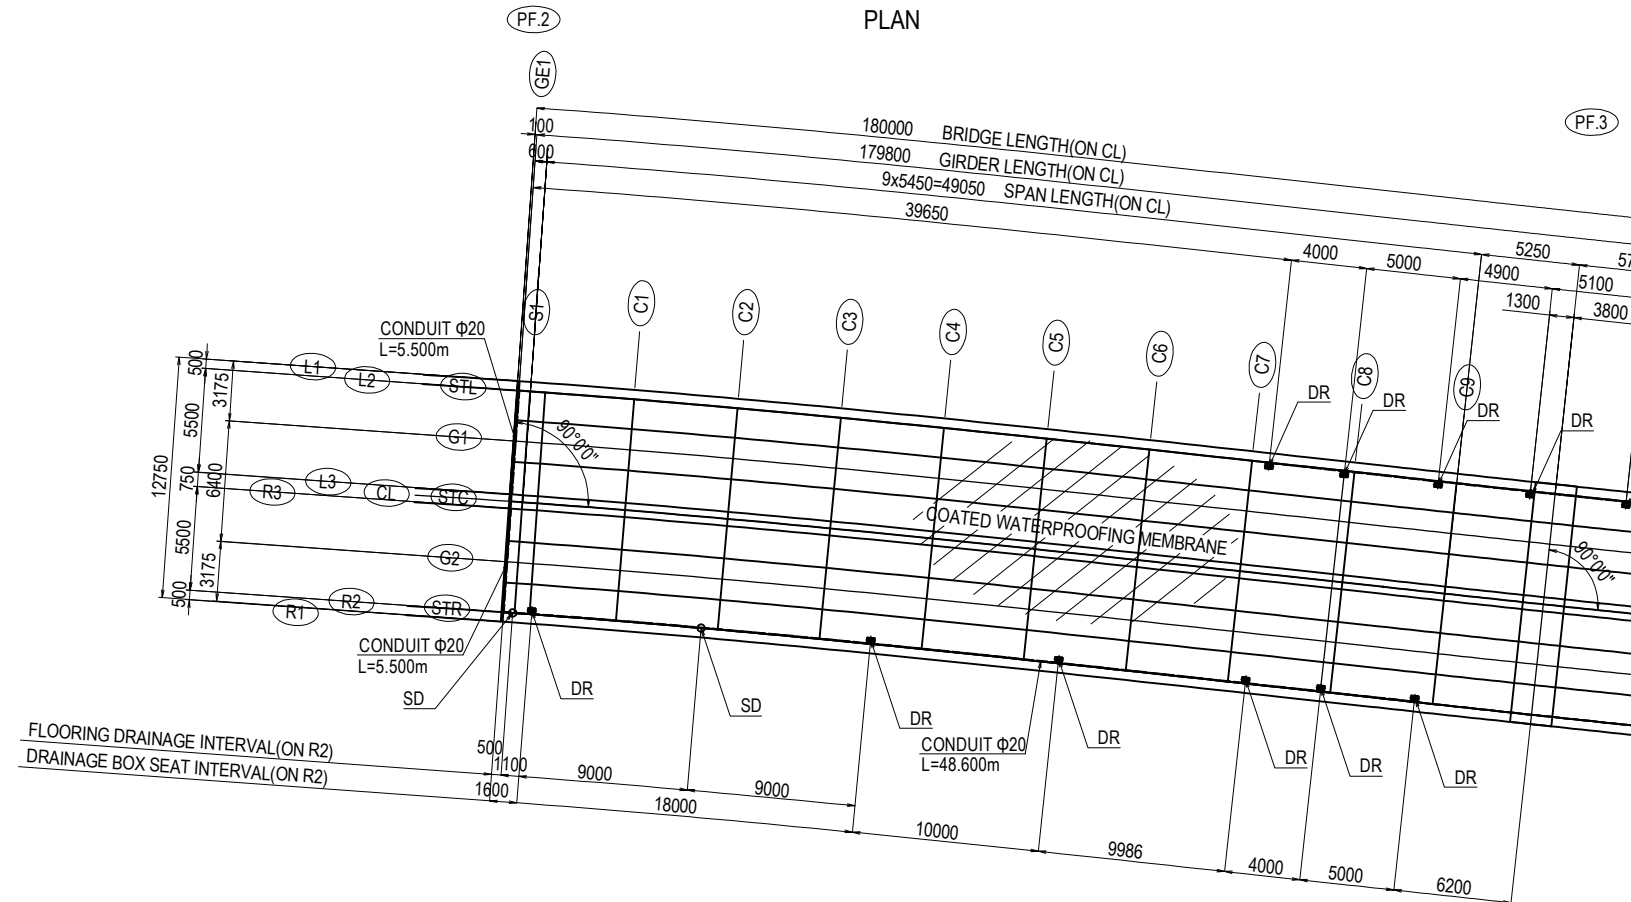 PLAN
PF.2
GE1
PF.3
100
180000 BRIDGE LENGTH(ON CL)
600
179800 GIRDER LENGTH(ON CL)
9x5450=49050 SPAN LENGTH(ON CL)
39650
4000
5000
5250
4900
5100
1300
3800
S1
C1
C2
C3
C4
C5
C6
C7
C8
C9
CONDUIT Φ20
L=5.500m
DR
DR
DR
DR
500
3175
5500
750
6400
12750
5500
3175
500
L1
L2
STL
G1
R3
L3
CL
STC
G2
R1
R2
STR
90°0'0"
COATED WATERPROOFING MEMBRANE
90°0'0"
CONDUIT Φ20
L=5.500m
SD
DR
SD
DR
CONDUIT Φ20
L=48.600m
DR
DR
DR
DR
FLOORING DRAINAGE INTERVAL(ON R2)
DRAINAGE BOX SEAT INTERVAL(ON R2)
500
1100
9000
9000
1600
18000
10000
9986
4000
5000
6200